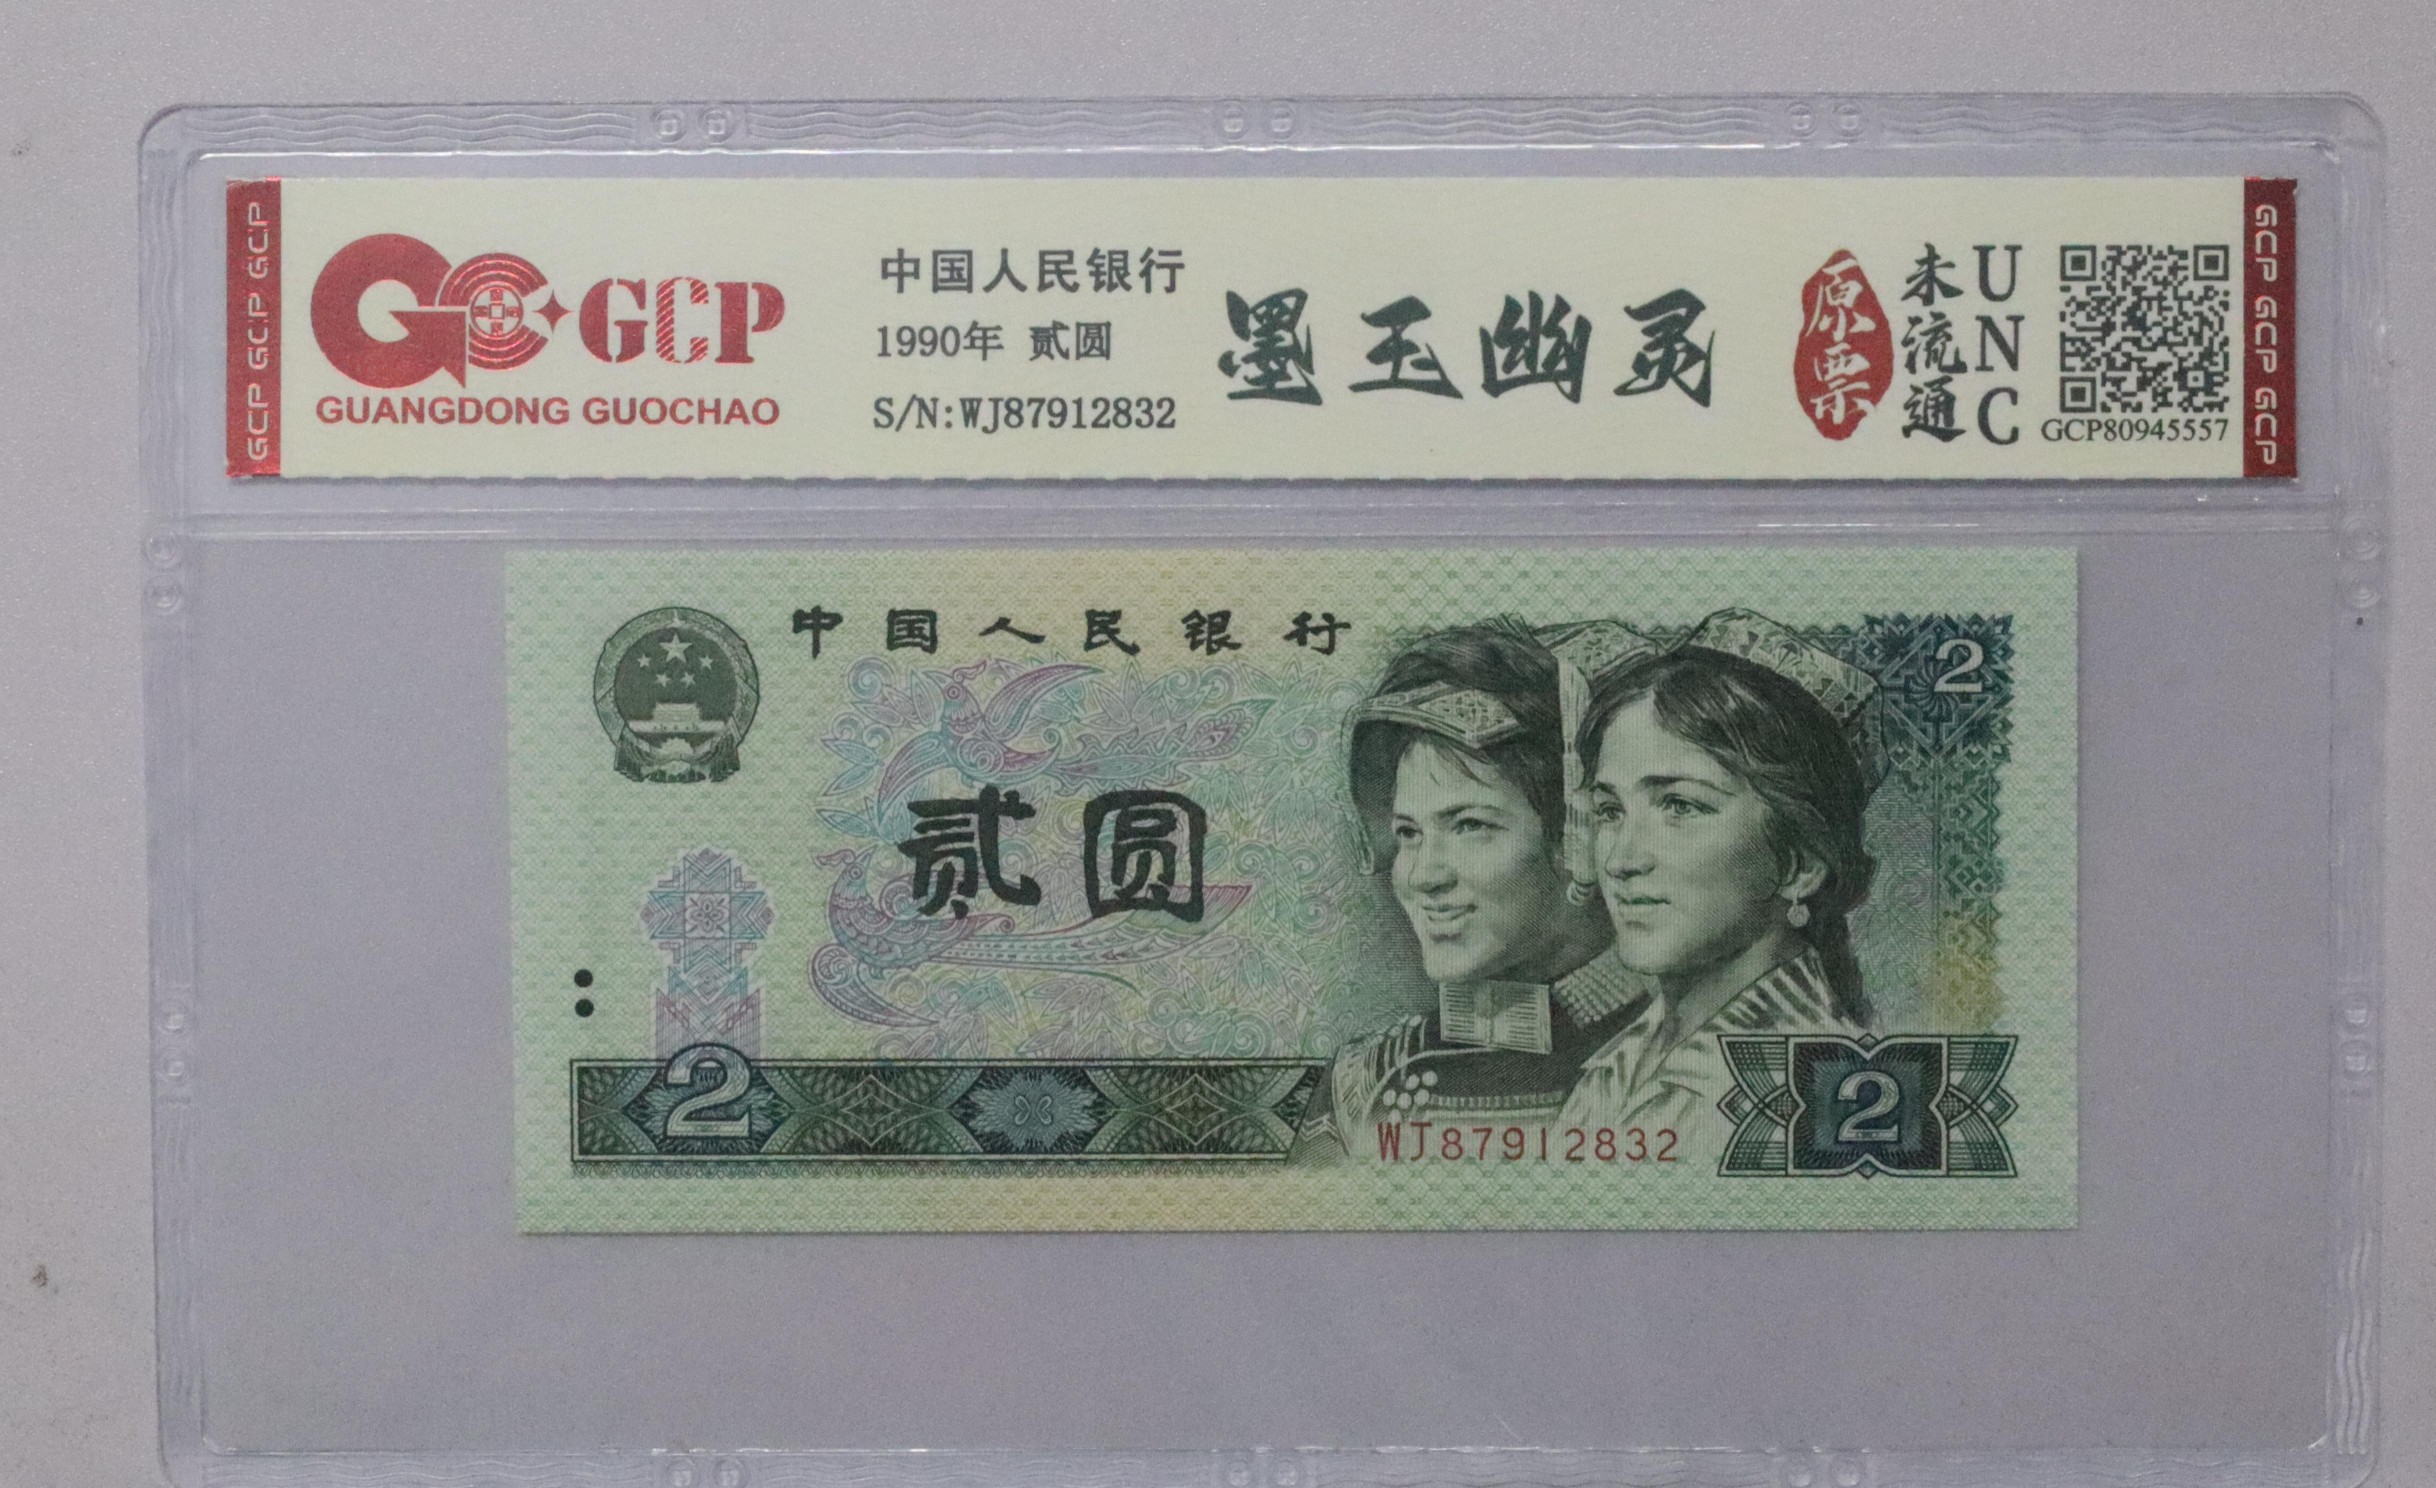 GCP GCP GCP
GC GCP
GUANGDONG GUOCHAO
中国人民银行
1990年 贰圆
S/N:WJ87912832
墨玉幽灵
原票
未流通
UNC
GCP80945557
GCP GCP GCP
中国人民银行
2
贰圆
2
WJ87912832
2